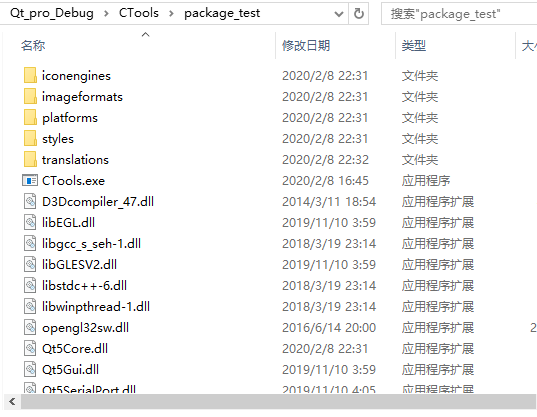 Qt_pro_Debug > CTools > package_test
搜索"package_test"
名称 修改日期 类型 大小
iconengines 2020/2/8 22:31 文件夹
imageformats 2020/2/8 22:31 文件夹
platforms 2020/2/8 22:31 文件夹
styles 2020/2/8 22:31 文件夹
translations 2020/2/8 22:32 文件夹
CTools.exe 2020/2/8 16:45 应用程序
D3Dcompiler_47.dll 2014/3/11 18:54 应用程序扩展
libEGL.dll 2019/11/10 3:59 应用程序扩展
libgcc_s_seh-1.dll 2018/3/19 23:14 应用程序扩展
libGLESV2.dll 2019/11/10 3:59 应用程序扩展
libstdc++-6.dll 2018/3/19 23:14 应用程序扩展
libwinpthread-1.dll 2018/3/19 23:14 应用程序扩展
opengl32sw.dll 2016/6/14 20:00 应用程序扩展 2
Qt5Core.dll 2020/2/8 22:31 应用程序扩展
Qt5Gui.dll 2019/11/10 3:59 应用程序扩展
Qt5SerialPort.dll 2019/11/10 4:05 应用程序扩展